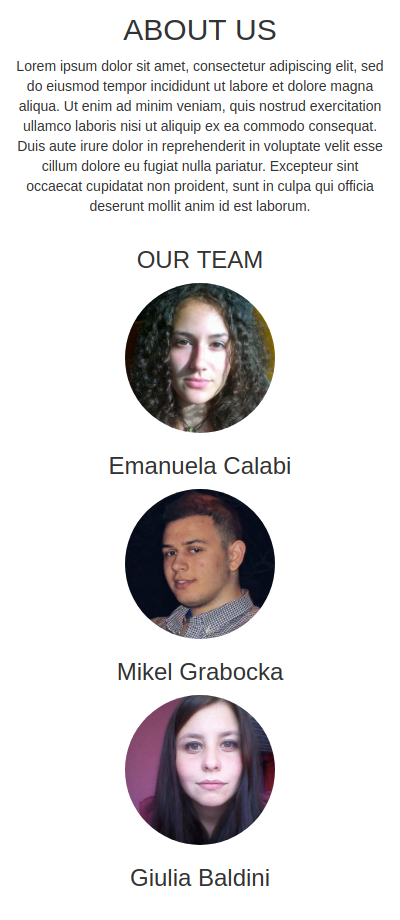 ABOUT US
Lorem ipsum dolor sit amet, consectetur adipiscing elit, sed
do eiusmod tempor incididunt ut labore et dolore magna
aliqua. Ut enim ad minim veniam, quis nostrud exercitation
ullamco laboris nisi ut aliquip ex ea commodo consequat.
Duis aute irure dolor in reprehenderit in voluptate velit esse
cillum dolore eu fugiat nulla pariatur. Excepteur sint
occaecat cupidatat non proident, sunt in culpa qui officia
deserunt mollit anim id est laborum.
OUR TEAM
Emanuela Calabi
Mikel Grabocka
Giulia Baldini